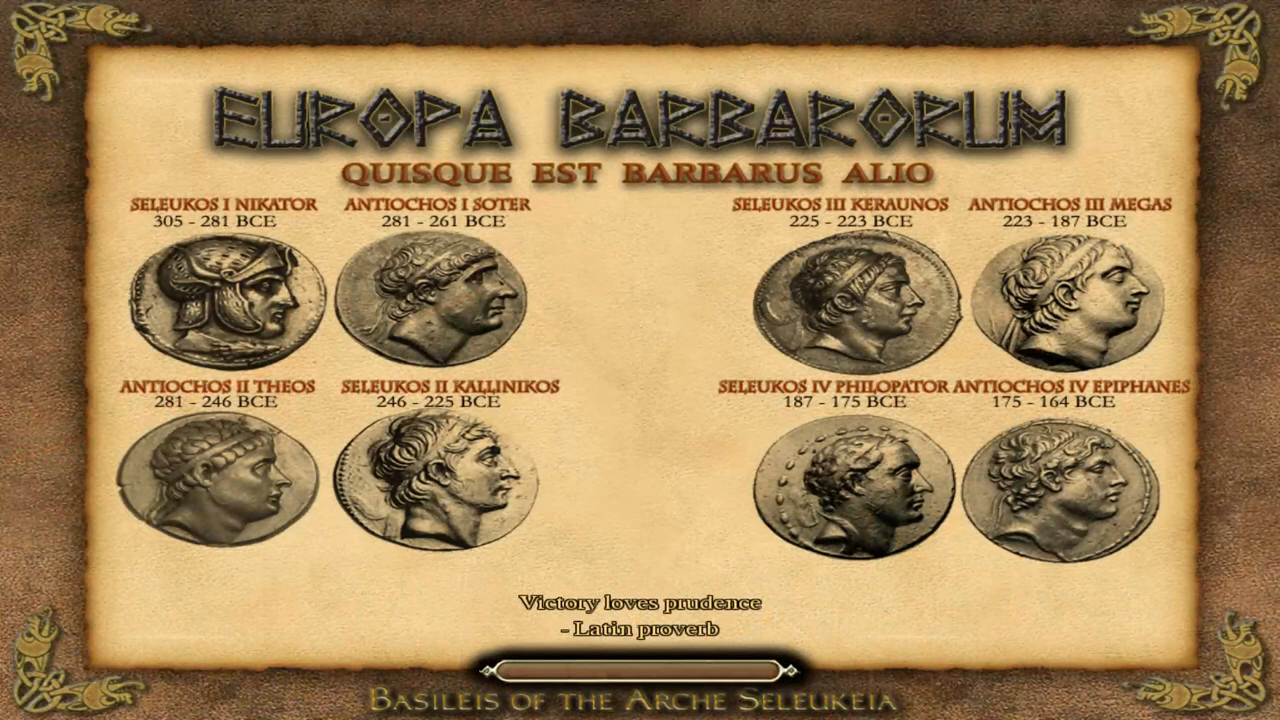 EUROPA BARBARORUM
QUISQUE EST BARBARUS ALIO
SELEUKOS I NIKATOR
305 - 281 BCE
ANTIOCHOS I SOTER
281 - 261 BCE
SELEUKOS III KERAUNOS
225 - 223 BCE
ANTIOCHOS III MEGAS
223 - 187 BCE
ANTIOCHOS II THEOS
281 - 246 BCE
SELEUKOS II KALLINIKOS
246 - 225 BCE
SELEUKOS IV PHILOPATOR
187 - 175 BCE
ANTIOCHOS IV EPIPHANES
175 - 164 BCE
Victory loves prudence
- Latin proverb
BASILEIS OF THE ARCHE SELEUKEIA